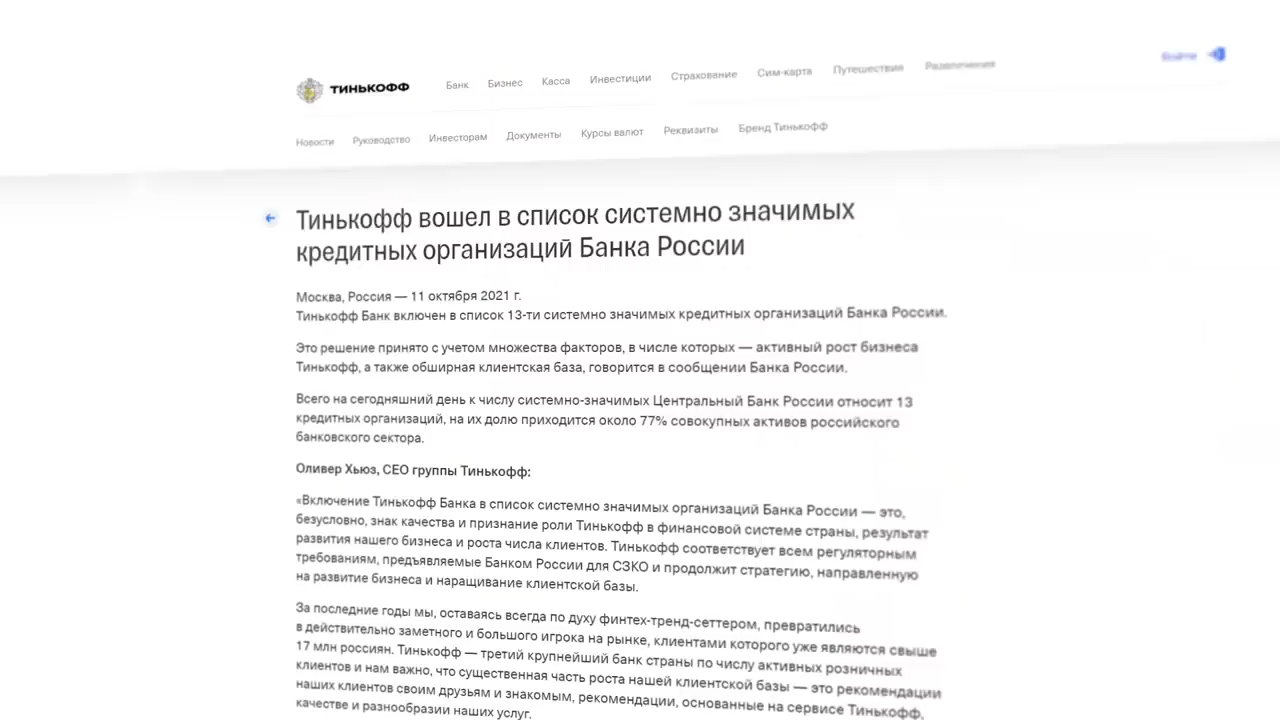 ТИНЬКОФФ
Банк Бизнес Касса Инвестиции Страхование Сим-карта Путешествия Развлечения Войти
Новости Руководство Инвесторам Документы Курсы валют Реквизиты Бренд Тинькофф
Тинькофф вошел в список системно значимых
кредитных организаций Банка России
Москва, Россия — 11 октября 2021 г.
Тинькофф Банк включен в список 13-ти системно значимых кредитных организаций Банка России.
Это решение принято с учетом множества факторов, в числе которых — активный рост бизнеса
Тинькофф, а также обширная клиентская база, говорится в сообщении Банка России.
Всего на сегодняшний день к числу системно-значимых Центральный Банк России относит 13
кредитных организаций, на их долю приходится около 77% совокупных активов российского
банковского сектора.
Оливер Хьюз, CEO группы Тинькофф:
«Включение Тинькофф Банка в список системно значимых организаций Банка России — это,
безусловно, знак качества и признание роли Тинькофф в финансовой системе страны, результат
развития нашего бизнеса и роста числа клиентов. Тинькофф соответствует всем регуляторным
требованиям, предъявляемые Банком России для СЗКО и продолжит стратегию, направленную
на развитие бизнеса и наращивание клиентской базы.
За последние годы мы, оставаясь всегда по духу финтех-тренд-сеттером, превратились
в действительно заметного и большого игрока на рынке, клиентами которого уже являются свыше
17 млн россиян. Тинькофф — третий крупнейший банк страны по числу активных розничных
клиентов и нам важно, что существенная часть роста нашей клиентской базы — это рекомендации
наших клиентов своим друзьям и знакомым, рекомендации, основанные на сервисе Тинькофф,
качестве и разнообразии наших услуг.